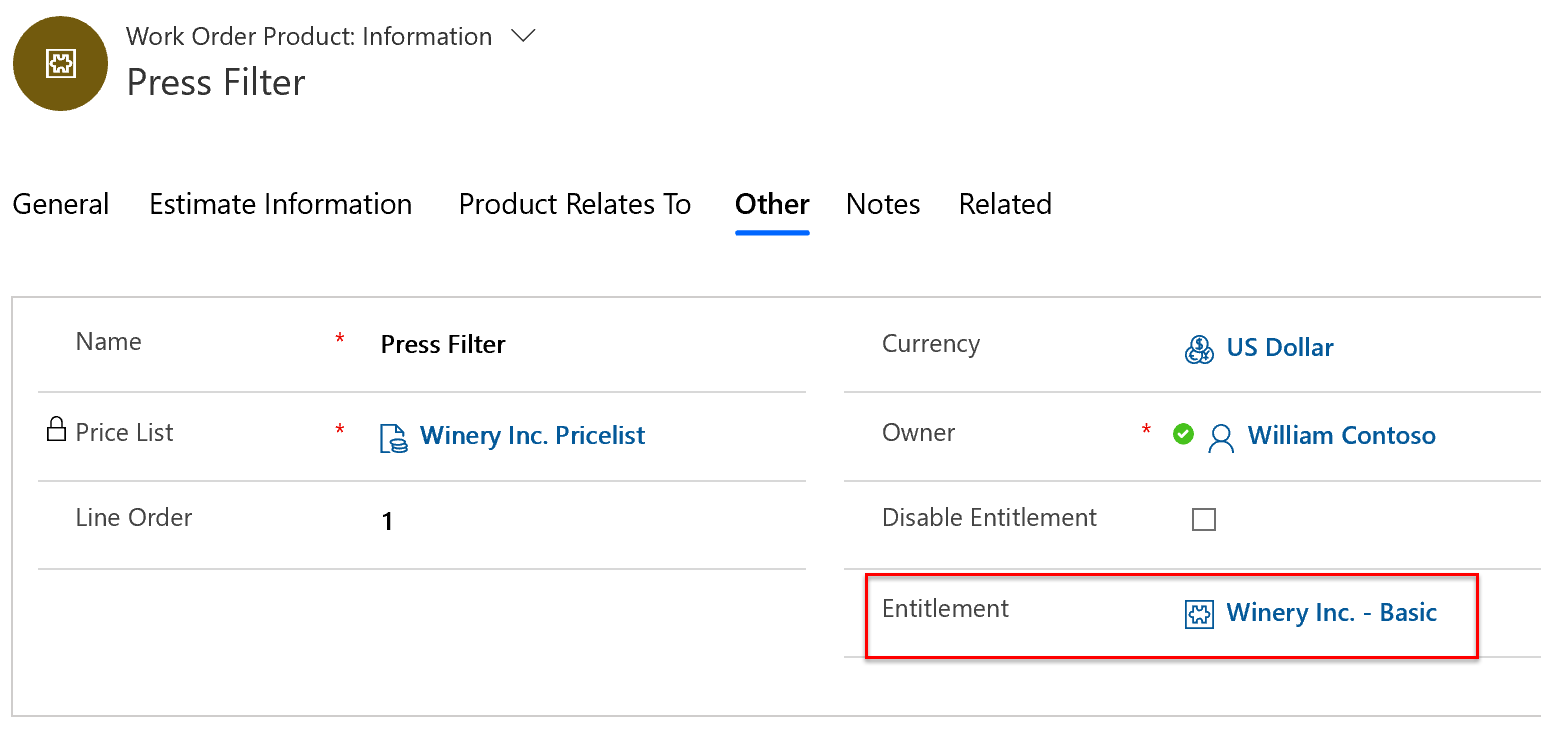 Work Order Product: Information
Press Filter
General Estimate Information Product Relates To Other Notes Related
Name * Press Filter
Currency US Dollar
Price List * Winery Inc. Pricelist
Owner * William Contoso
Line Order 1
Disable Entitlement
Entitlement Winery Inc. - Basic